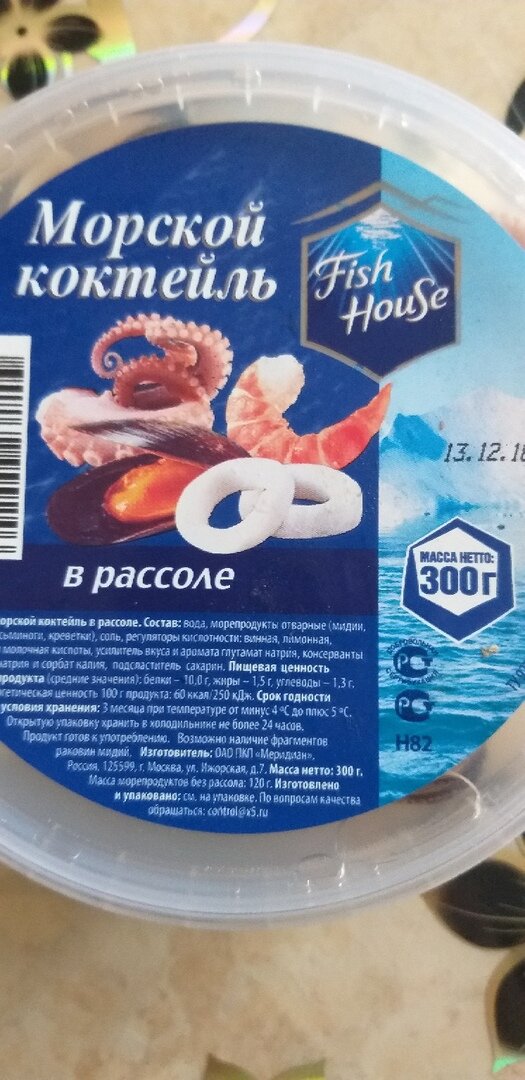 Морской
коктейль
Fish
House
13.12.18
МАССА НЕТТО:
300г
в рассоле
орской коктейль в рассоле. Состав: вода, морепродукты отварные (мидии,
сьминоги, креветки), соль, регуляторы кислотности: винная, лимонная,
молочная кислоты, усилитель вкуса и аромата глутамат натрия, консерванты
натрия и сорбат калия, подсластитель сахарин. Пищевая ценность
продукта (средние значения): белки – 10,0 г, жиры – 1,5 г, углеводы – 1,3 г.
ргетическая ценность 100 г продукта: 60 ккал/250 кДж. Срок годности
условия хранения: 3 месяца при температуре от минус 4 °С до плюс 5 °С.
Открытую упаковку хранить в холодильнике не более 24 часов.
Продукт готов к употреблению. Возможно наличие фрагментов
раковин мидий. Изготовитель: ОАО ПКП «Меридиан».
Россия, 125599, г. Москва, ул. Ижорская, д.7. Масса нетто: 300 г.
Масса морепродуктов без рассола: 120 г. Изготовлено
и упаковано: см. на упаковке. По вопросам качества
обращаться: control@x5.ru
Н82